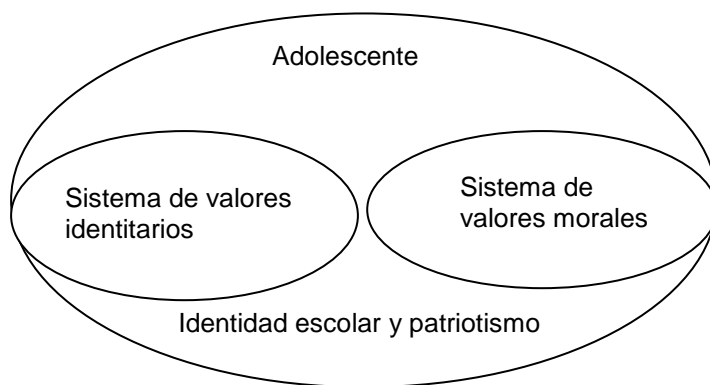 Adolescente
Sistema de valores
identitarios
Sistema de
valores morales
Identidad escolar y patriotismo